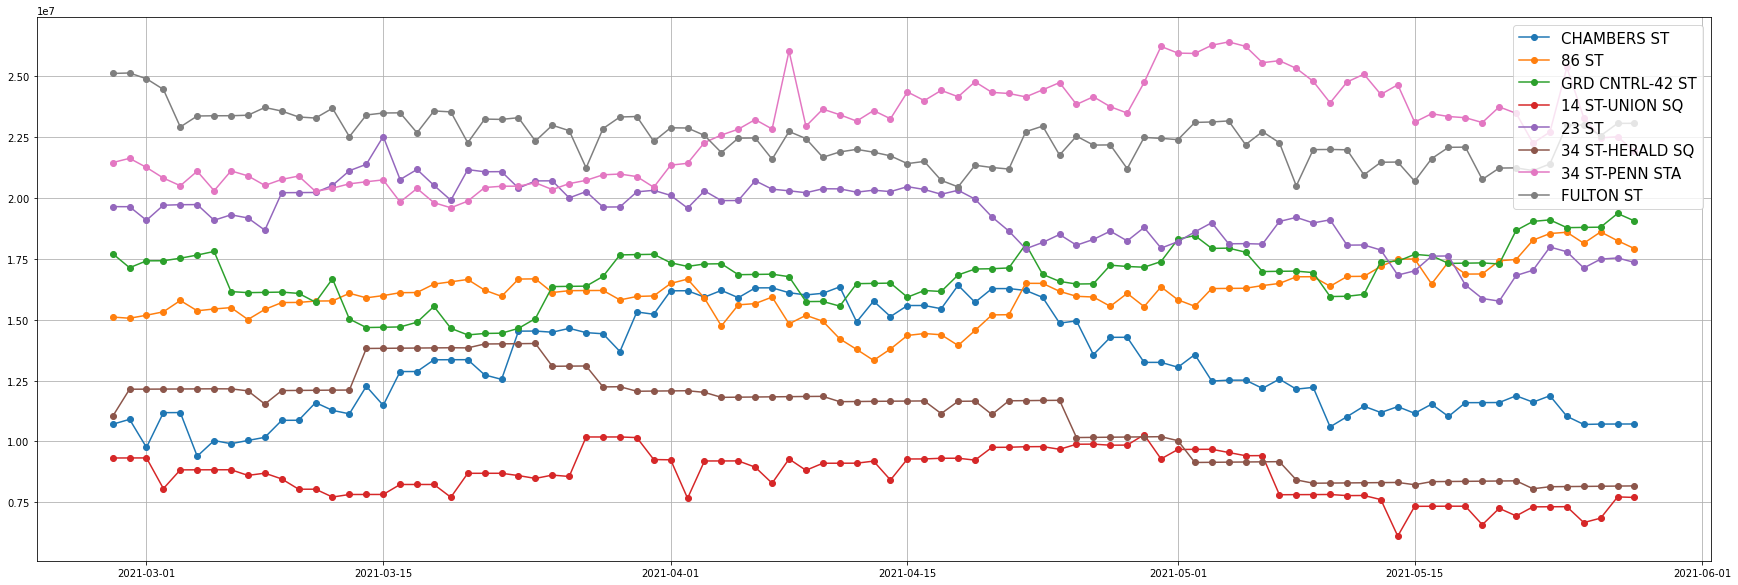 1e7
2.50
2.25
2.00
1.75
1.50
1.25
1.00
0.75
2021-03-01
2021-03-15
2021-04-01
2021-04-15
2021-05-01
2021-05-15
2021-06-01
CHAMBERS ST
86 ST
GRD CNTRL-42 ST
14 ST-UNION SQ
23 ST
34 ST-HERALD SQ
34 ST-PENN STA
FULTON ST